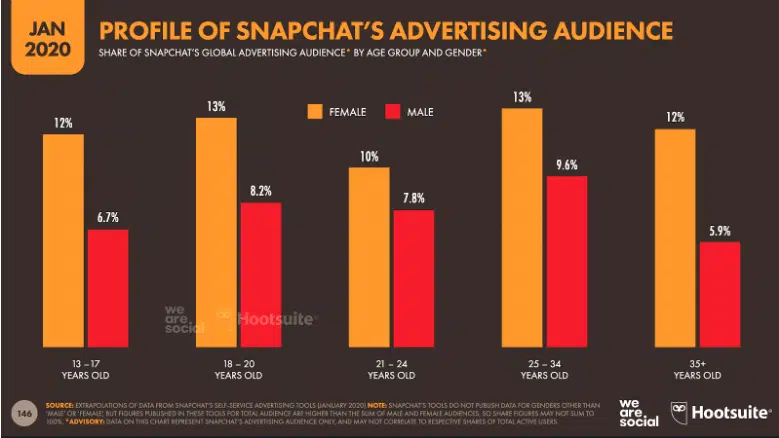 JAN
2020
PROFILE OF SNAPCHAT'S ADVERTISING AUDIENCE
SHARE OF SNAPCHAT'S GLOBAL ADVERTISING AUDIENCE* BY AGE GROUP AND GENDER*
FEMALE MALE
12% 6.7% 13% 8.2% 10% 7.8% 13% 9.6% 12% 5.9%
we are social Hootsuite®
13 – 17 18 – 20 21 – 24 25 – 34 35+
YEARS OLD YEARS OLD YEARS OLD YEARS OLD YEARS OLD
146
SOURCE: EXTRAPOLATIONS OF DATA FROM SNAPCHAT'S SELF-SERVICE ADVERTISING TOOLS (JANUARY 2020) NOTE: SNAPCHAT'S TOOLS DO NOT PUBLISH DATA FOR GENDERS OTHER THAN
'MALE' OR 'FEMALE', BUT FIGURES PUBLISHED IN THESE TOOLS FOR TOTAL AUDIENCE ARE HIGHER THAN THE SUM OF MALE AND FEMALE AUDIENCES, SO SHARE FIGURES MAY NOT SUM TO
100%. *ADVISORY: DATA ON THIS CHART REPRESENT SNAPCHAT'S ADVERTISING AUDIENCE ONLY, AND MAY NOT CORRELATE TO RESPECTIVE SHARES OF TOTAL ACTIVE USERS.
we
are
social
Hootsuite®